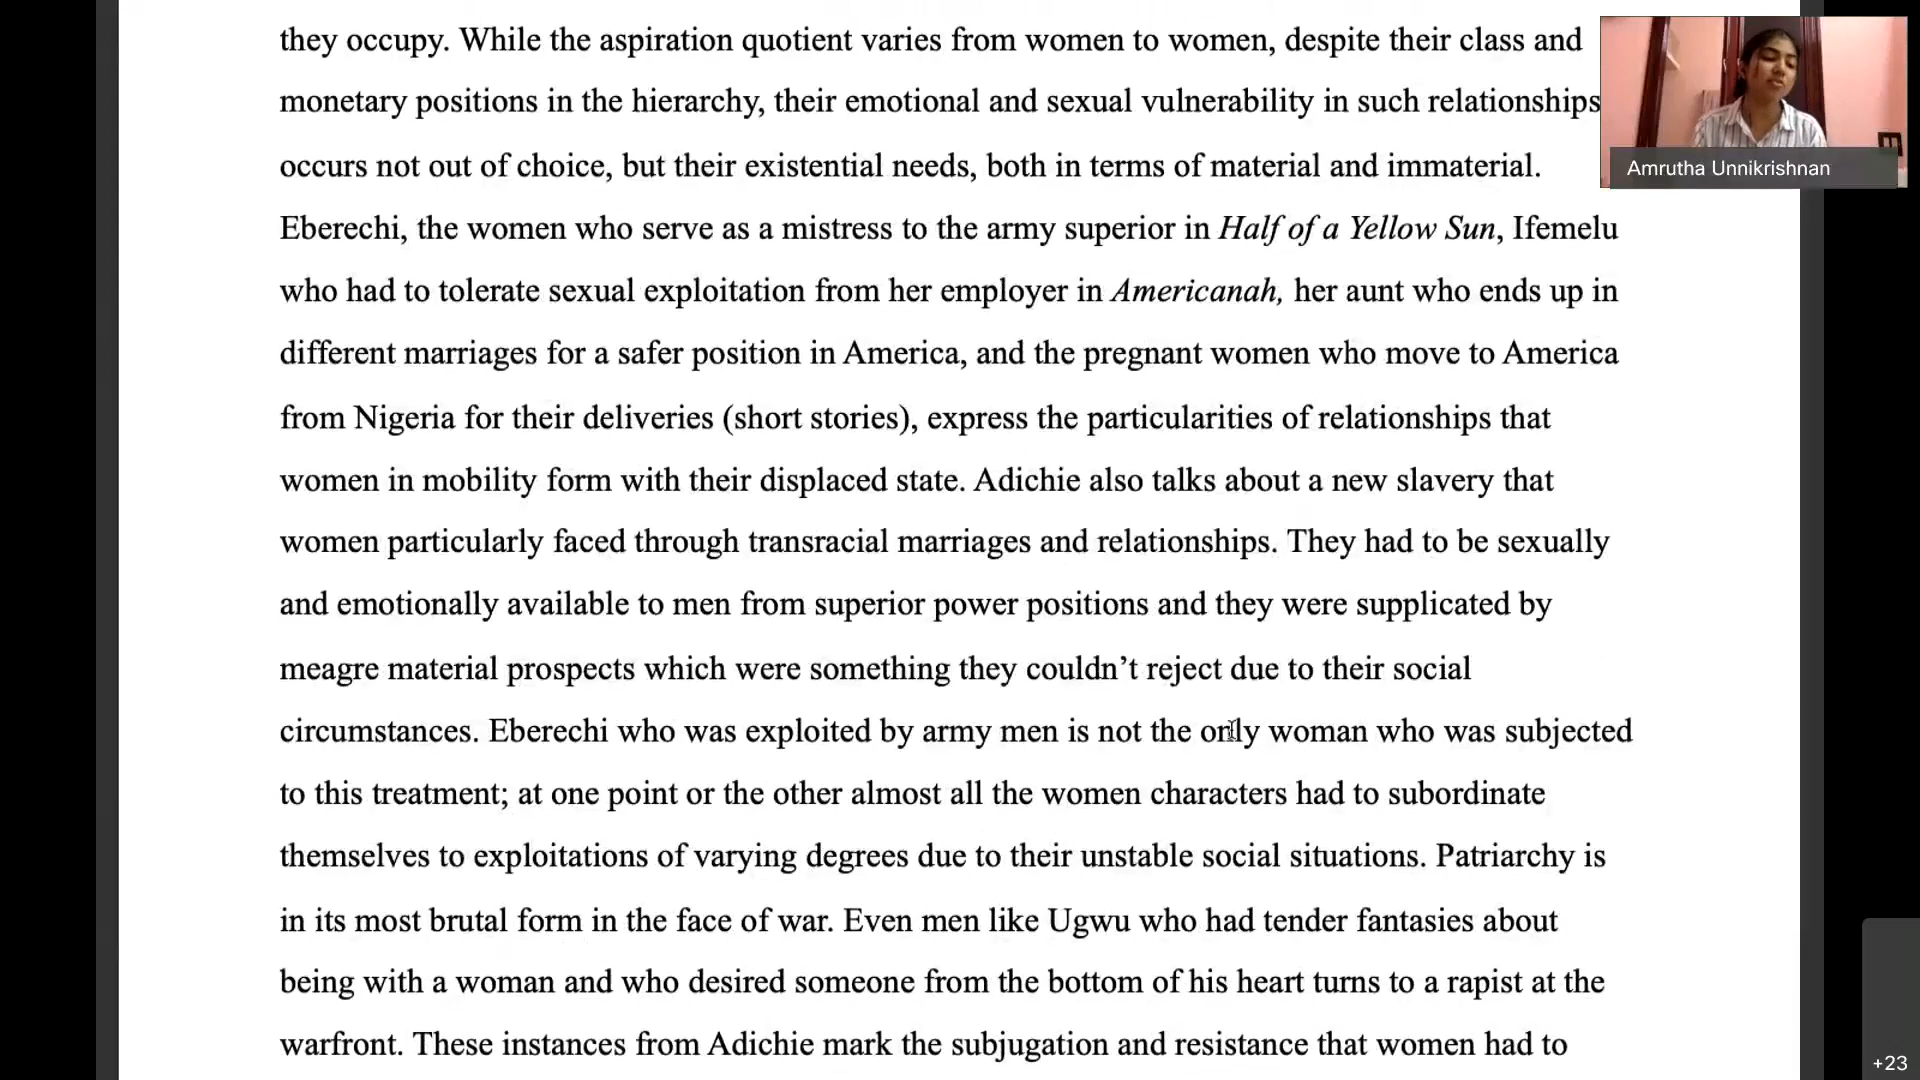 they occupy. While the aspiration quotient varies from women to women, despite their class and
monetary positions in the hierarchy, their emotional and sexual vulnerability in such relationships
occurs not out of choice, but their existential needs, both in terms of material and immaterial.
Eberechi, the women who serve as a mistress to the army superior in Half of a Yellow Sun, Ifemelu
who had to tolerate sexual exploitation from her employer in Americanah, her aunt who ends up in
different marriages for a safer position in America, and the pregnant women who move to America
from Nigeria for their deliveries (short stories), express the particularities of relationships that
women in mobility form with their displaced state. Adichie also talks about a new slavery that
women particularly faced through transracial marriages and relationships. They had to be sexually
and emotionally available to men from superior power positions and they were supplicated by
meagre material prospects which were something they couldn’t reject due to their social
circumstances. Eberechi who was exploited by army men is not the only woman who was subjected
to this treatment; at one point or the other almost all the women characters had to subordinate
themselves to exploitations of varying degrees due to their unstable social situations. Patriarchy is
in its most brutal form in the face of war. Even men like Ugwu who had tender fantasies about
being with a woman and who desired someone from the bottom of his heart turns to a rapist at the
warfront. These instances from Adichie mark the subjugation and resistance that women had to
Amrutha Unnikrishnan
+23